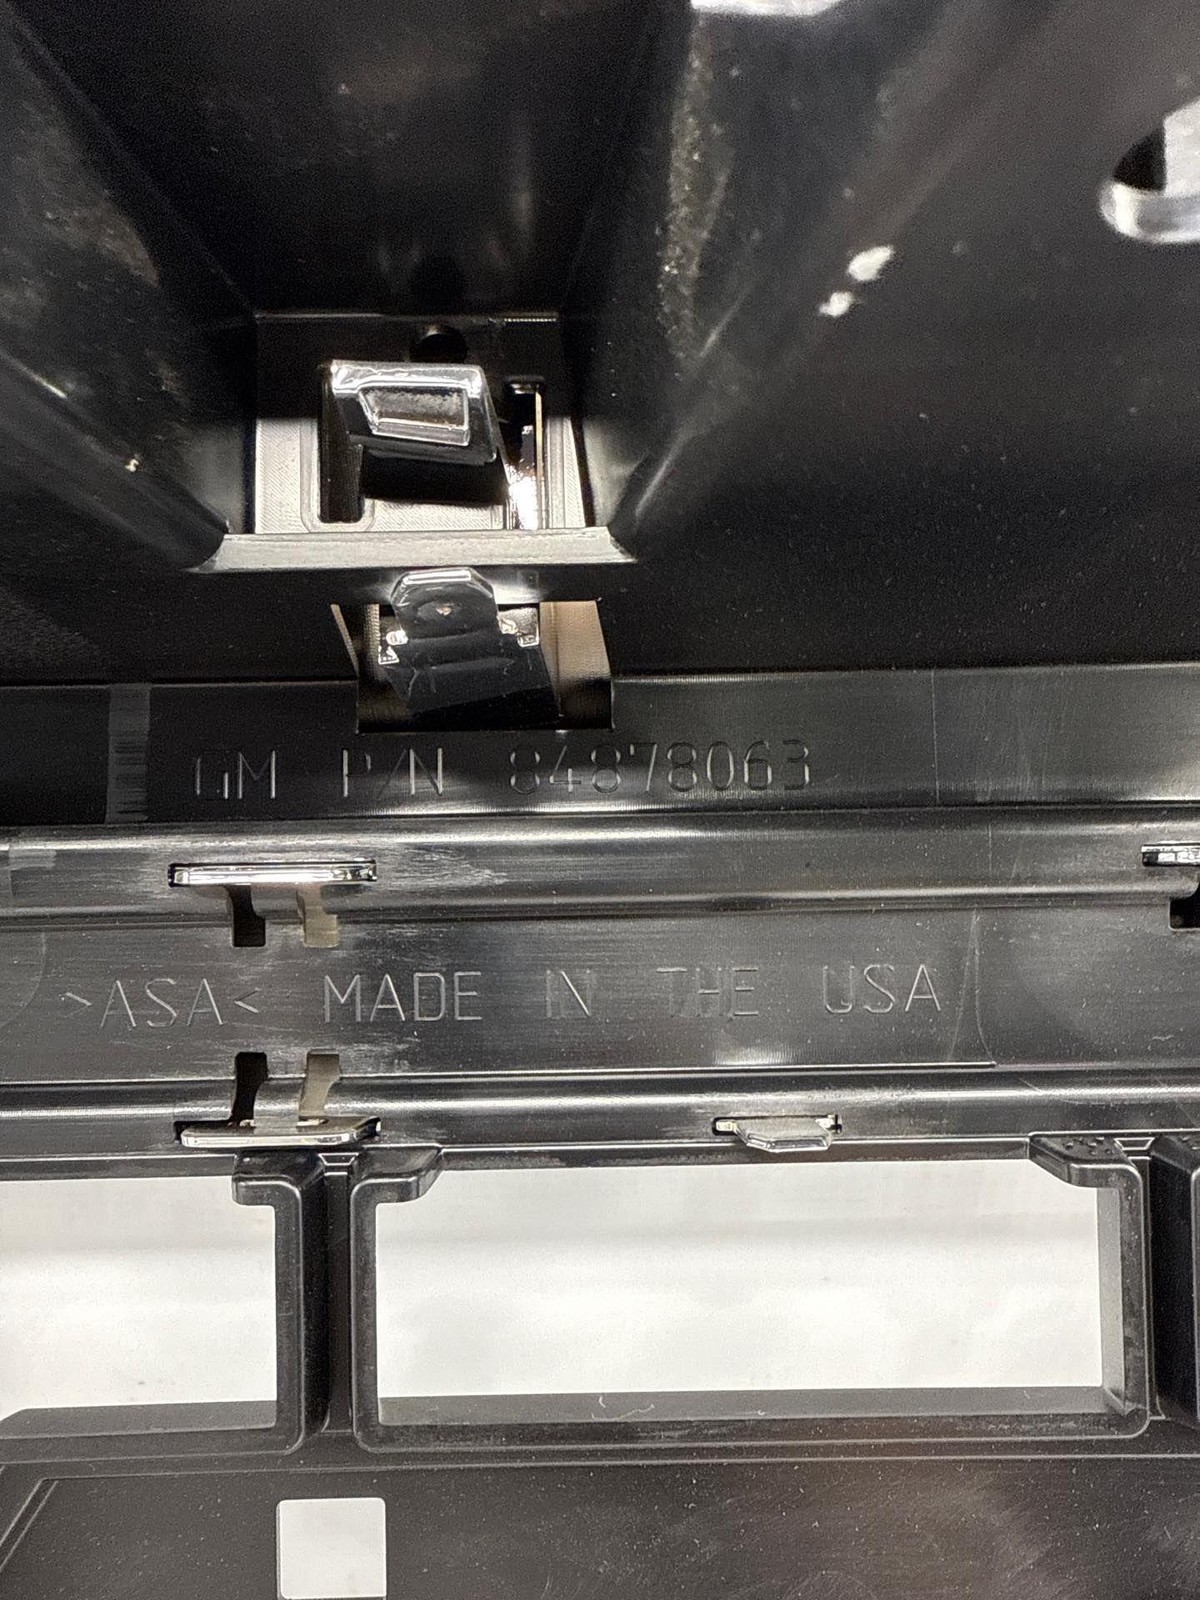 GM P/N 84878063
>ASA< MADE IN THE USA